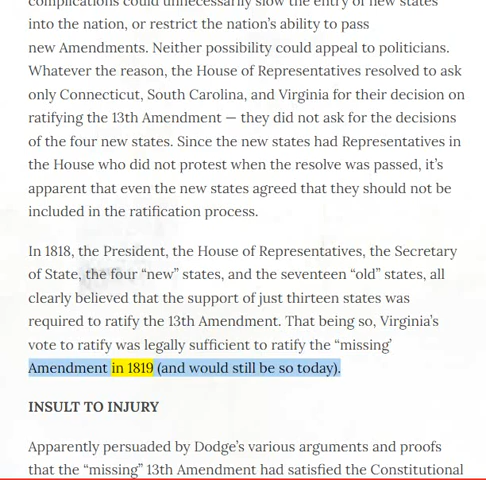 complications could unnecessarily slow the entry of new states
into the nation, or restrict the nation's ability to pass
new Amendments. Neither possibility could appeal to politicians.
Whatever the reason, the House of Representatives resolved to ask
only Connecticut, South Carolina, and Virginia for their decision on
ratifying the 13th Amendment — they did not ask for the decisions
of the four new states. Since the new states had Representatives in
the House who did not protest when the resolve was passed, it's
apparent that even the new states agreed that they should not be
included in the ratification process.
In 1818, the President, the House of Representatives, the Secretary
of State, the four “new” states, and the seventeen “old” states, all
clearly believed that the support of just thirteen states was
required to ratify the 13th Amendment. That being so, Virginia's
vote to ratify was legally sufficient to ratify the “missing’
Amendment in 1819 (and would still be so today).
INSULT TO INJURY
Apparently persuaded by Dodge's various arguments and proofs
that the “missing” 13th Amendment had satisfied the Constitutional